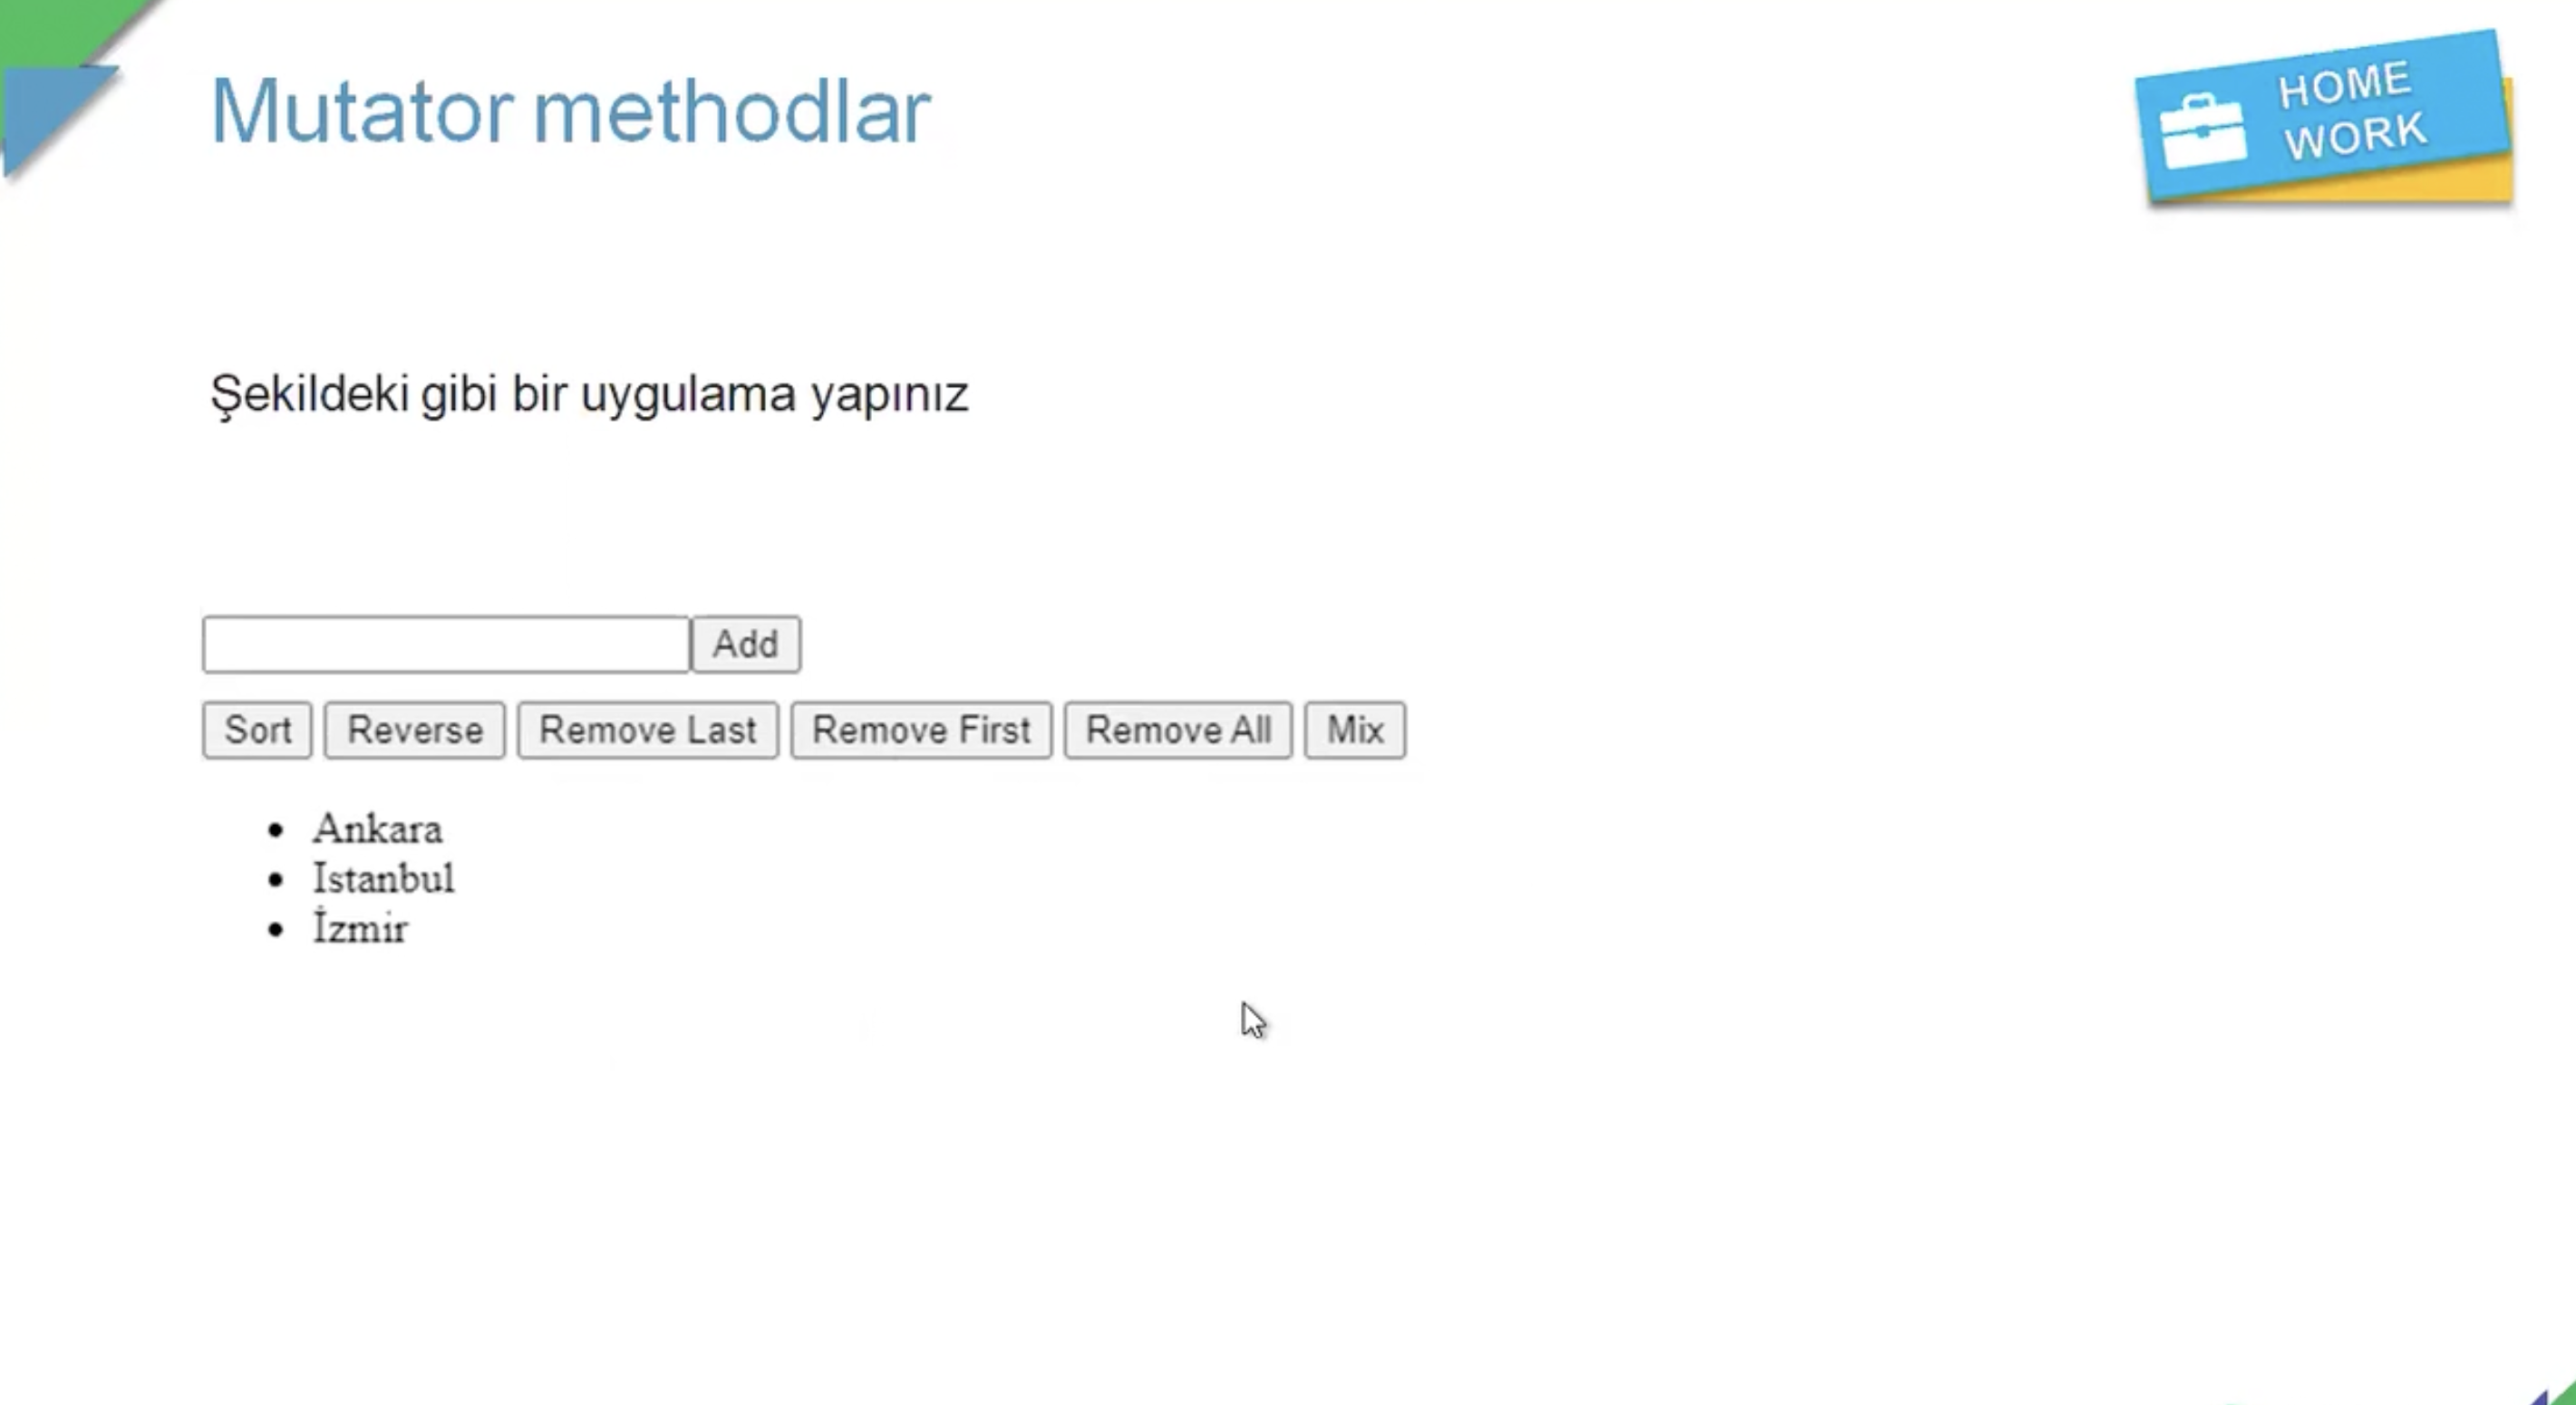 Mutator methodlar
HOME
WORK
Şekildeki gibi bir uygulama yapınız
Add
Sort Reverse Remove Last Remove First Remove All Mix
Ankara
Istanbul
İzmir